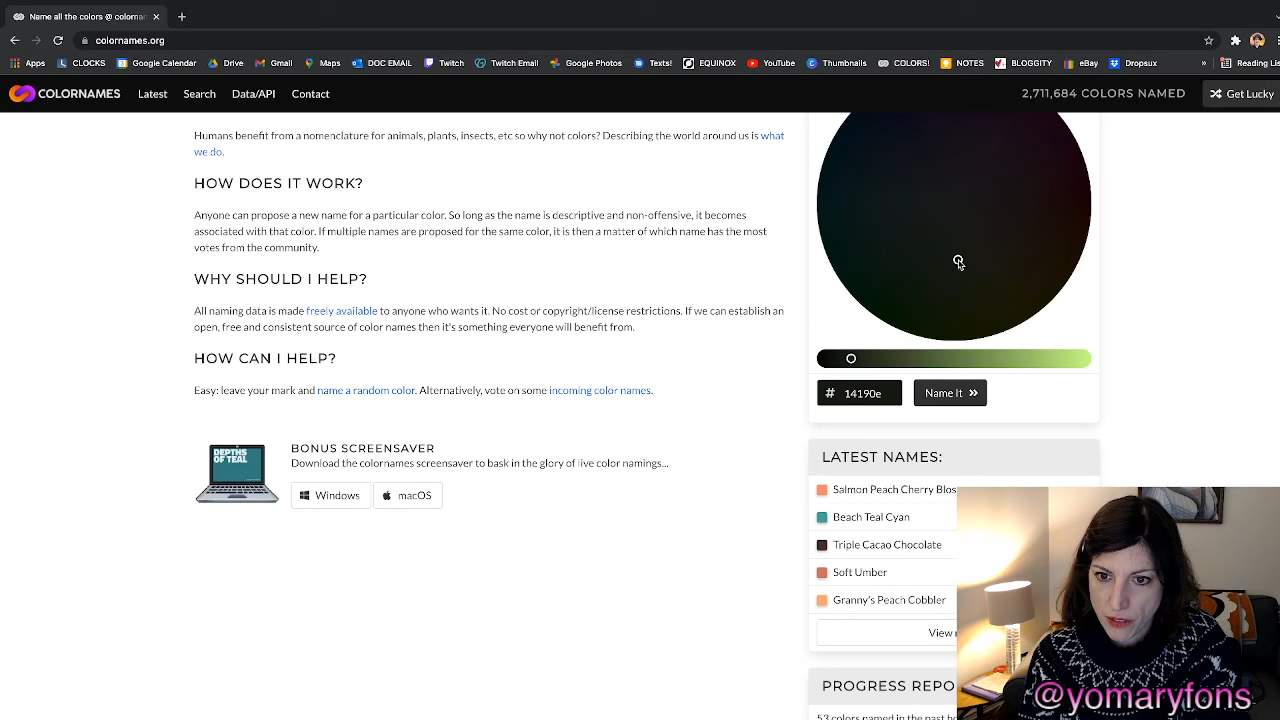 Name all the colors @ colornam
colornames.org
Apps CLOCKS Google Calendar Drive Gmail Maps DOC EMAIL Twitch Twitch Email Google Photos Texts! EQUINOX YouTube Thumbnails COLORS! NOTES BLOGGITY eBay Dropsux » Reading Lis
COLORNAMES Latest Search Data/API Contact 2,711,684 COLORS NAMED Get Lucky
Humans benefit from a nomenclature for animals, plants, insects, etc so why not colors? Describing the world around us is what
we do.
HOW DOES IT WORK?
Anyone can propose a new name for a particular color. So long as the name is descriptive and non-offensive, it becomes
associated with that color. If multiple names are proposed for the same color, it is then a matter of which name has the most
votes from the community.
WHY SHOULD I HELP?
All naming data is made freely available to anyone who wants it. No cost or copyright/license restrictions. If we can establish an
open, free and consistent source of color names then it's something everyone will benefit from.
HOW CAN I HELP?
Easy: leave your mark and name a random color. Alternatively, vote on some incoming color names.
DEPTHS
OF TEAL
BONUS SCREENSAVER
Download the colornames screensaver to bask in the glory of live color namings...
Windows macOS
# 14190e Name It »
LATEST NAMES:
Salmon Peach Cherry Blos
Beach Teal Cyan
Triple Cacao Chocolate
Soft Umber
Granny's Peach Cobbler
View
PROGRESS REPO
53 colors named in the past h
@yomaryfons